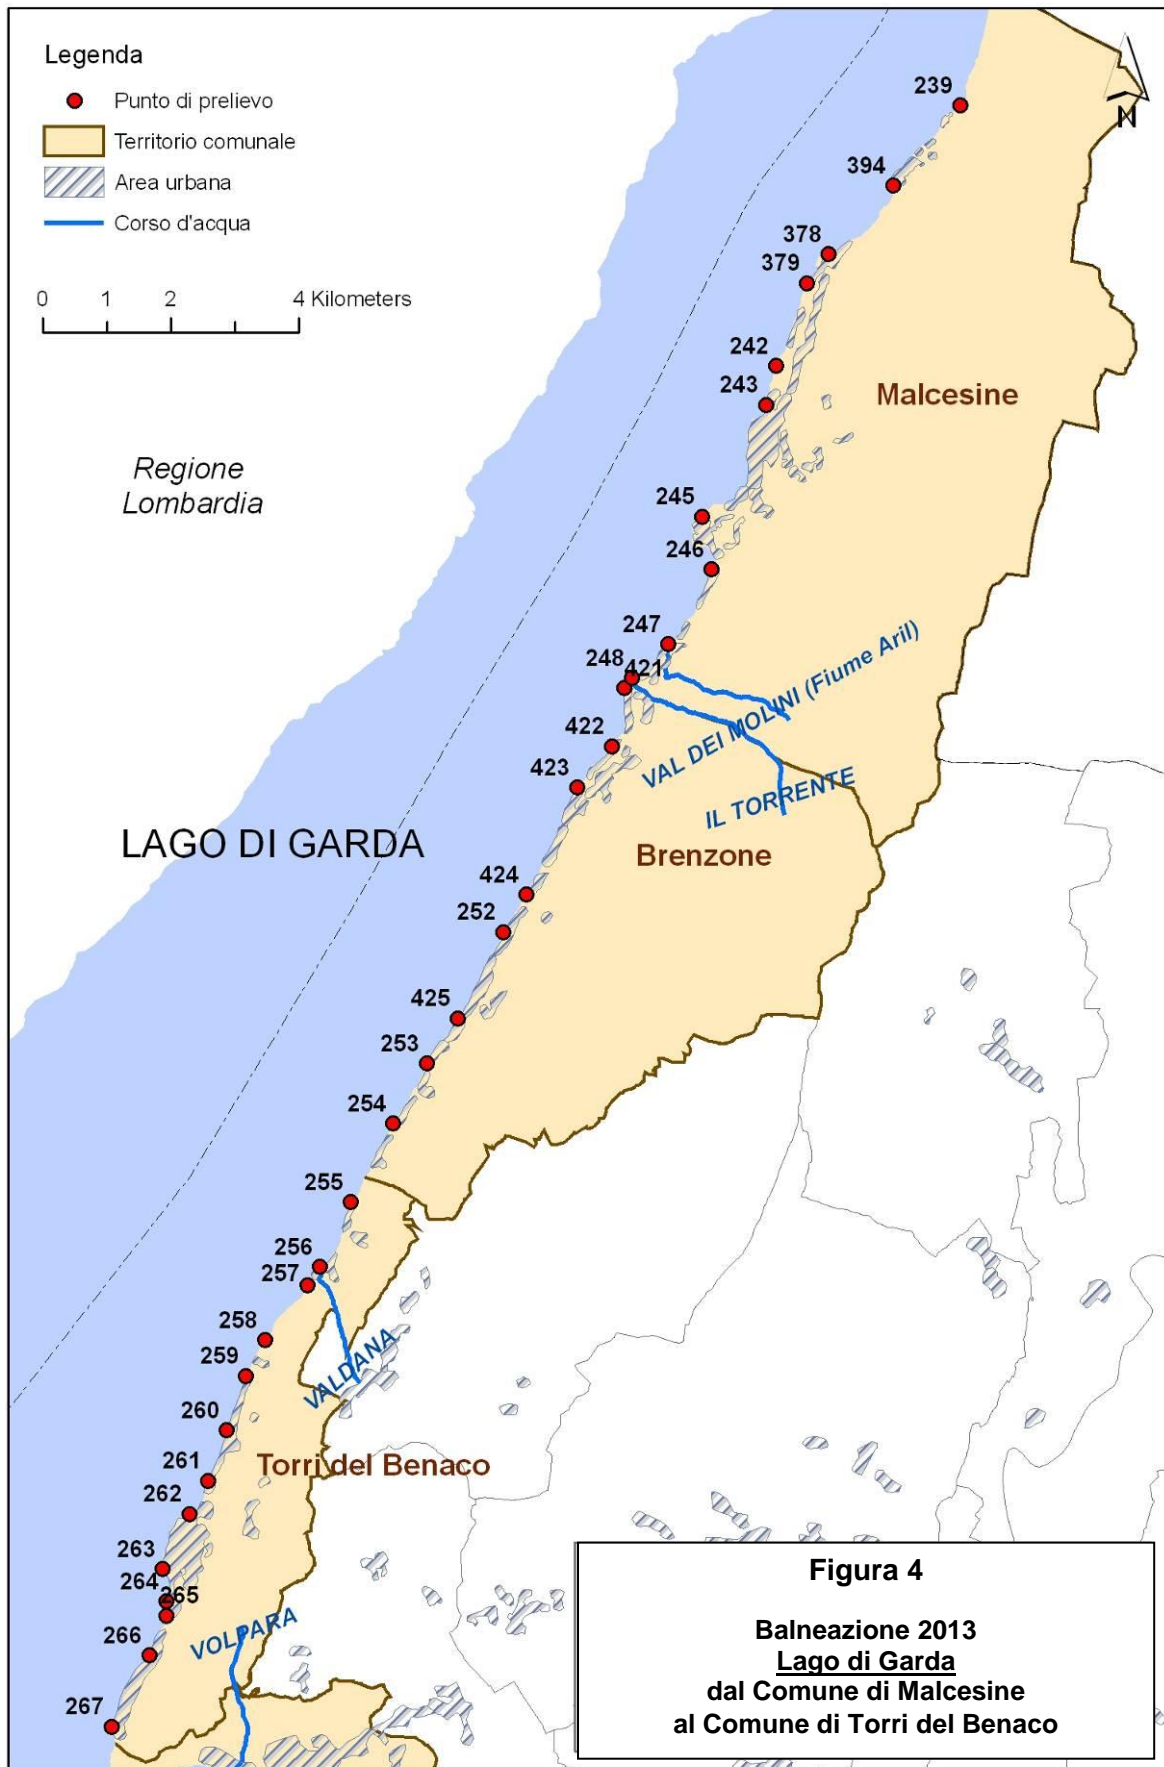 Legenda
Punto di prelievo
Territorio comunale
Area urbana
Corso d'acqua
0 1 2 4 Kilometers
N
239
394
378
379
242
243
Malcesine
Regione
Lombardia
245
246
247
248
421
VAL DEI MOLINI (Fiume Aril)
422
423
IL TORRENTE
LAGO DI GARDA
Brenzone
424
252
425
253
254
255
256
257
258
VALDANA
259
260
261
Torri del Benaco
262
263
264
265
266
VOLPARA
267
Figura 4
Balneazione 2013
Lago di Garda
dal Comune di Malcesine
al Comune di Torri del Benaco